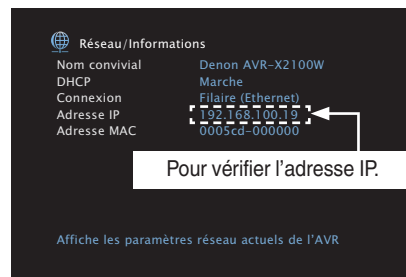 Réseau/Informations
Nom convivial Denon AVR-X2100W
DHCP Marche
Connexion Filaire (Ethernet)
Adresse IP 192.168.100.19
Adresse MAC 0005cd-000000
Pour vérifier l'adresse IP.
Affiche les paramètres réseau actuels de l'AVR